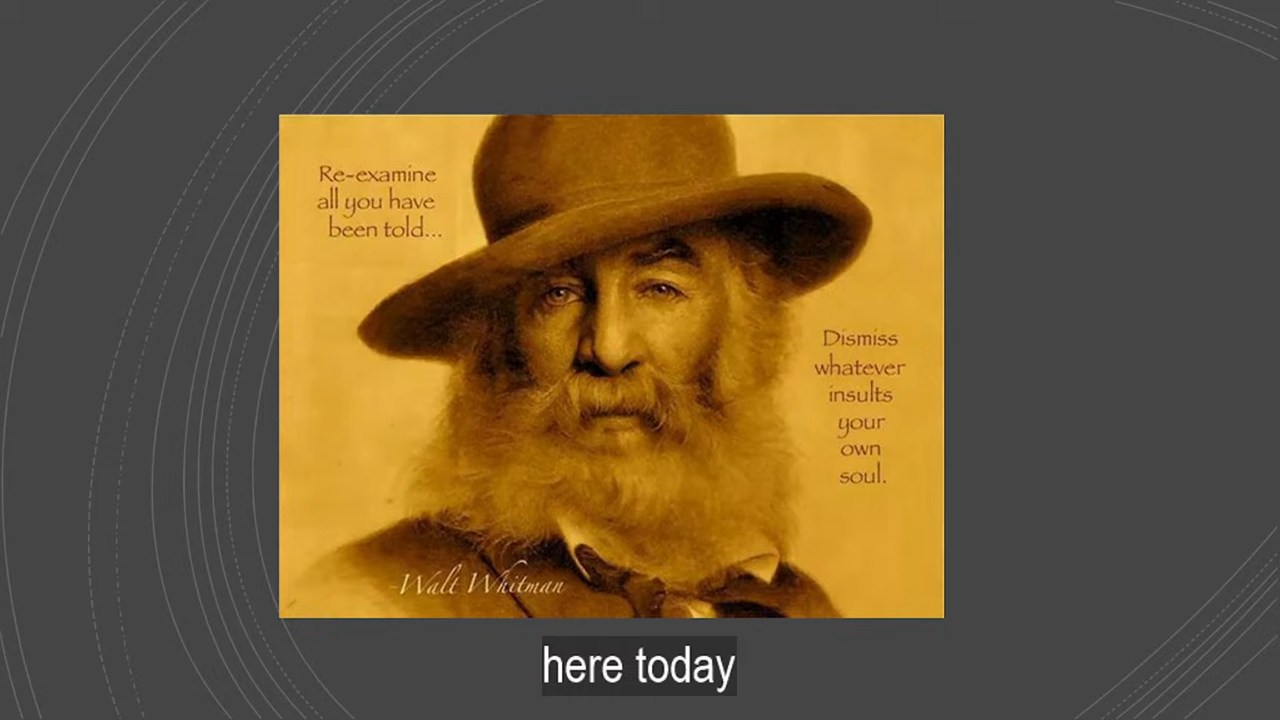 Re-examine
all you have
been told...
Dismiss
whatever
insults
your
own
soul.
-Walt Whitman
here today